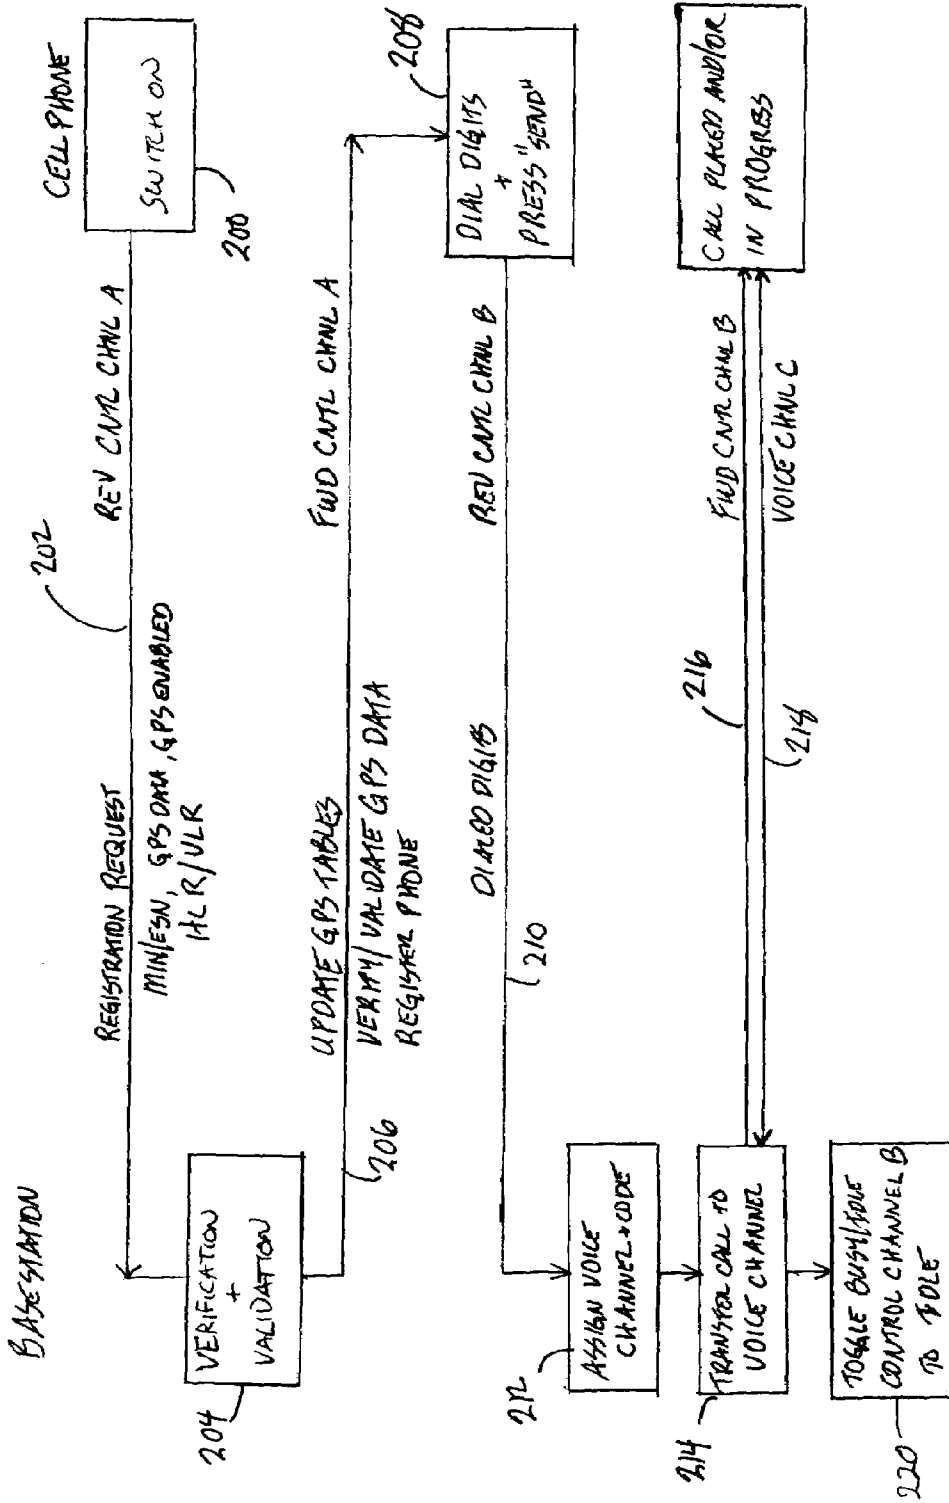 BASESTATION
CELL PHONE
SWITCH ON
200
REV CNTL CHNL A
202
REGISTRATION REQUEST
MIN/ESN, GPS DATA, GPS ENABLED
HLR/VLR
VERIFICATION
+
VALIDATION
204
FWD CNTL CHNL A
UPDATE GPS TABLES
VERIFY/VALIDATE GPS DATA
REGISTER PHONE
206
208
DIAL DIGITS
+
PRESS "SEND"
REV CNTL CHNL B
DIALED DIGITS
210
ASSIGN VOICE
CHANNEL + CODE
212
TRANSFER CALL TO
VOICE CHANNEL
214
FWD CNTR CHNL B
216
VOICE CHNL C
218
CALL PLACED AND/OR
IN PROGRESS
TOGGLE BUSY/IDLE
CONTROL CHANNEL B
TO IDLE
220